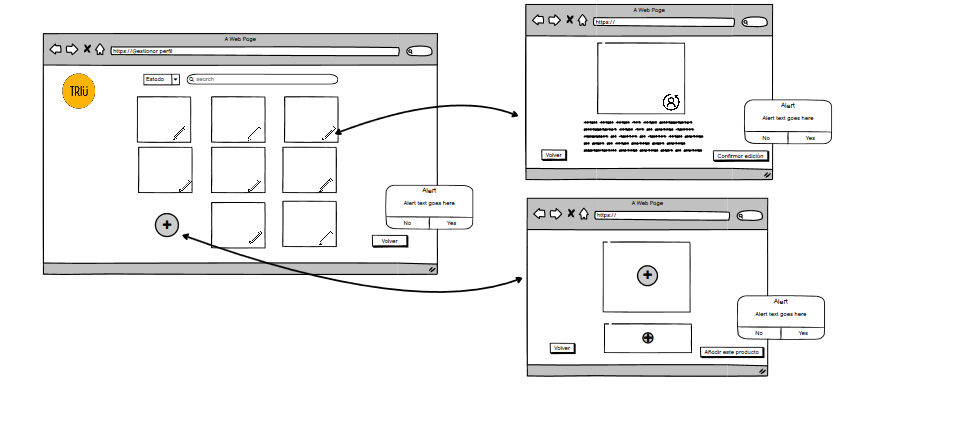 A Web Page
https://Gestionar perfil
TRIÜ
Estado
search
Alert
Alert text goes here
No Yes
Volver
A Web Page
https://
Alert
Alert text goes here
No Yes
Volver
Confirmar edición
A Web Page
https://
Alert
Alert text goes here
No Yes
Volver
Añadir este producto